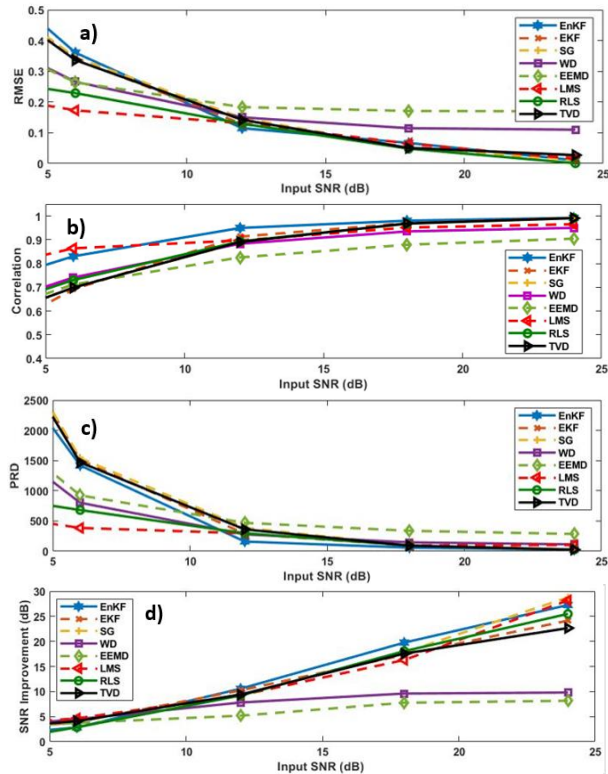 a)
RMSE
0.5
0.4
0.3
0.2
0.1
0
5 10 15 20 25
Input SNR (dB)
EnKF
EKF
SG
WD
EEMD
LMS
RLS
TVD
b)
Correlation
1
0.9
0.8
0.7
0.6
0.5
0.4
5 10 15 20 25
Input SNR (dB)
EnKF
EKF
SG
WD
EEMD
LMS
RLS
TVD
c)
PRD
2500
2000
1500
1000
500
0
5 10 15 20 25
Input SNR (dB)
EnKF
EKF
SG
WD
EEMD
LMS
RLS
TVD
d)
SNR Improvement (dB)
30
25
20
15
10
5
0
5 10 15 20 25
Input SNR (dB)
EnKF
EKF
SG
WD
EEMD
LMS
RLS
TVD